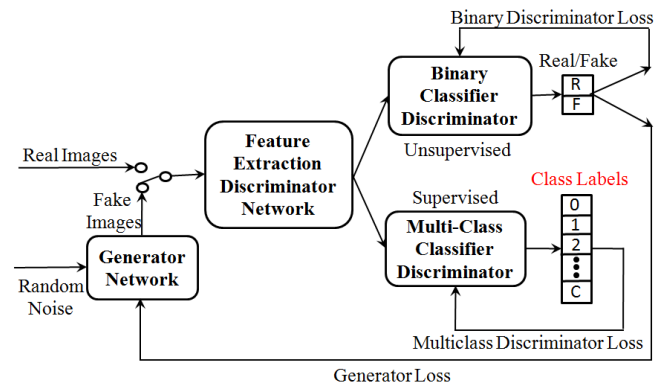 Binary Discriminator Loss
Real/Fake
R
F
Binary
Classifier
Discriminator
Unsupervised
Feature
Extraction
Discriminator
Network
Real Images
Fake
Images
Generator
Network
Random
Noise
Supervised
Multi-Class
Classifier
Discriminator
Class Labels
0
1
2
C
Multiclass Discriminator Loss
Generator Loss